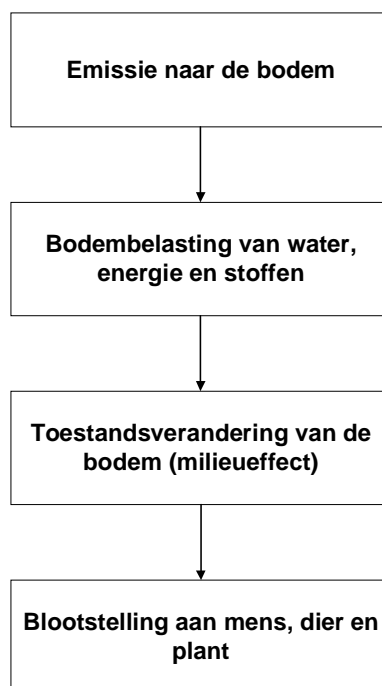 Emissie naar de bodem
Bodembelasting van water,
energie en stoffen
Toestandsverandering van de
bodem (milieueffect)
Blootstelling aan mens, dier en
plant